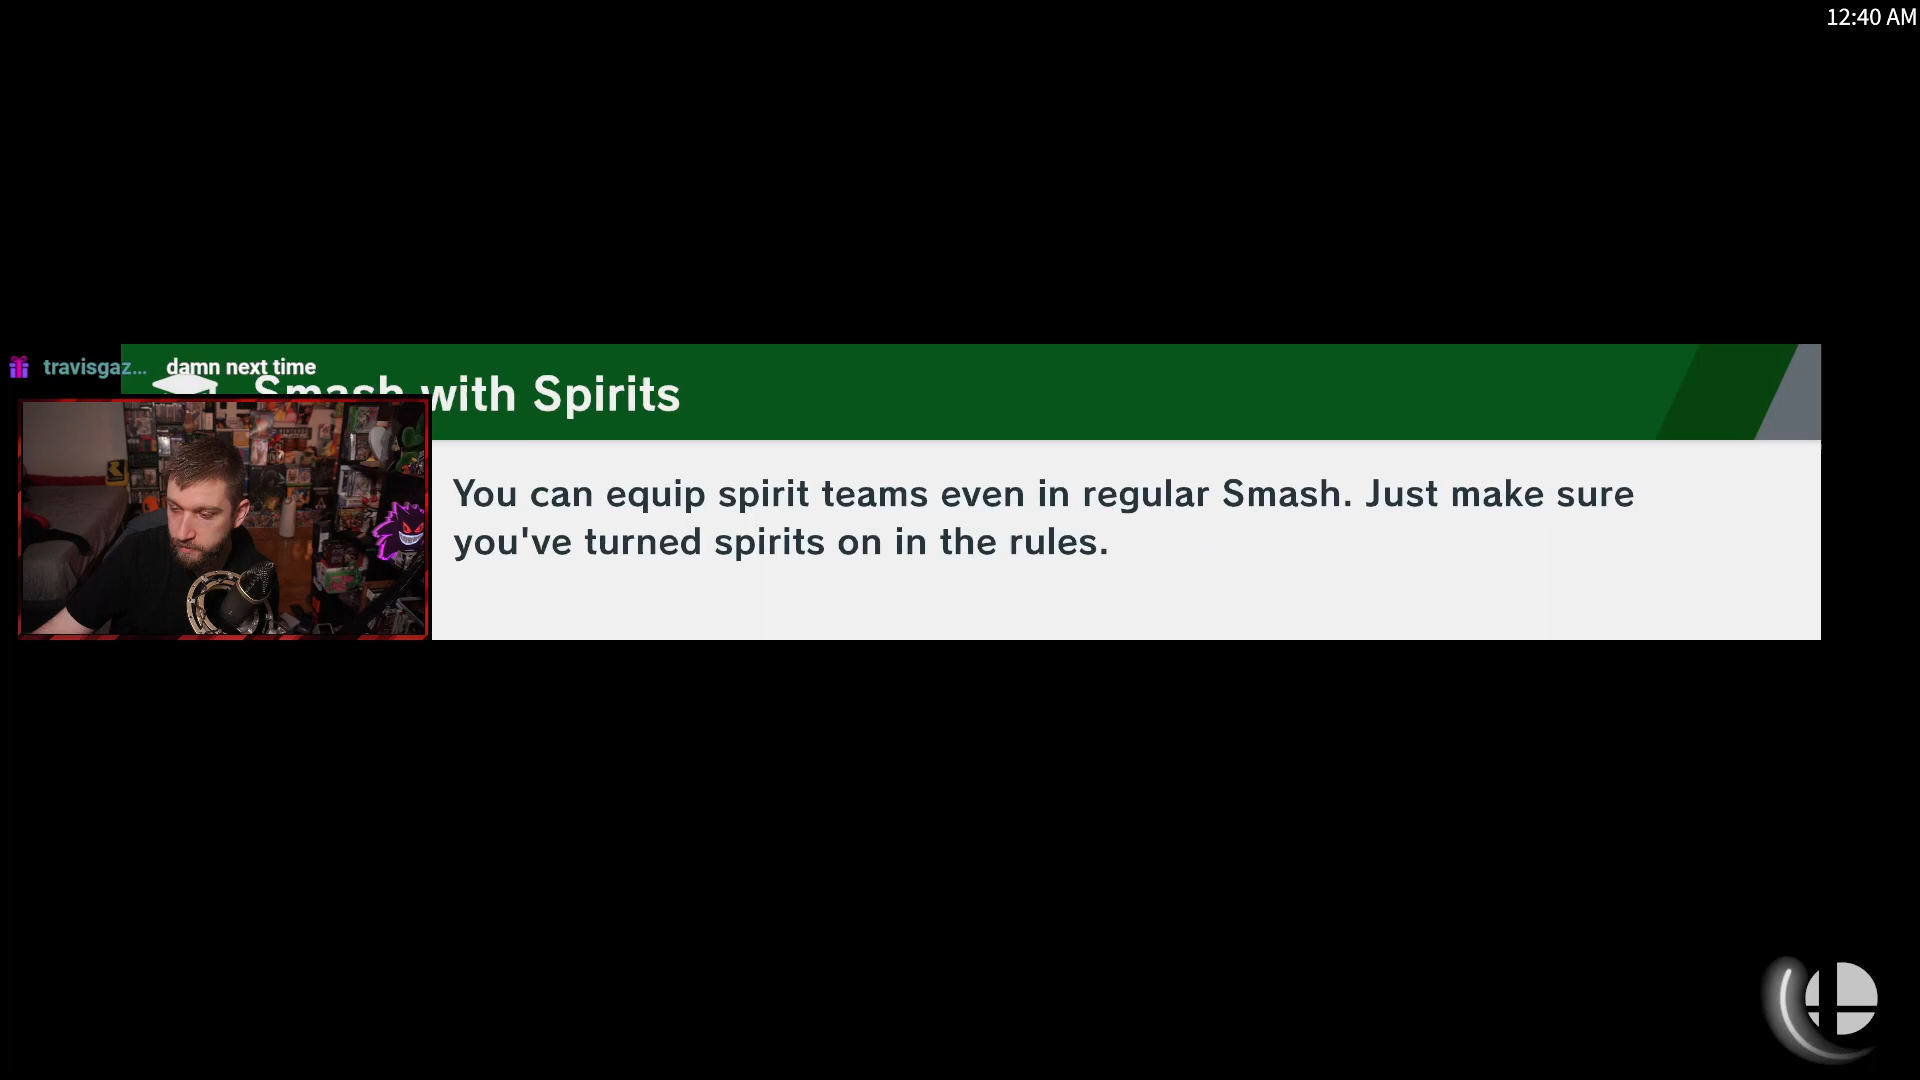 12:40 AM
travisgaz... damn next time
Smash with Spirits
You can equip spirit teams even in regular Smash. Just make sure
you've turned spirits on in the rules.